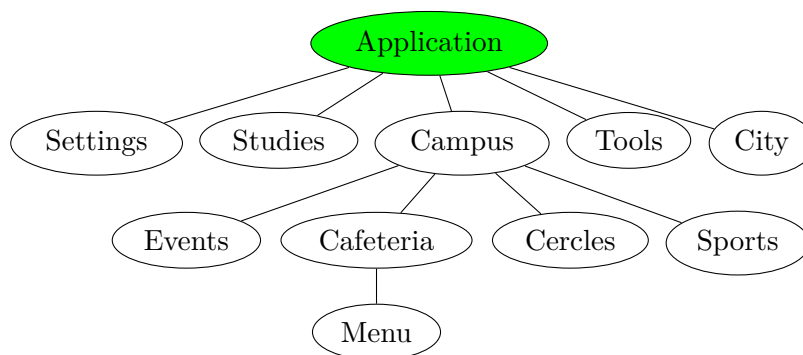 Application
Settings Studies Campus Tools City
Events Cafeteria Cercles Sports
Menu